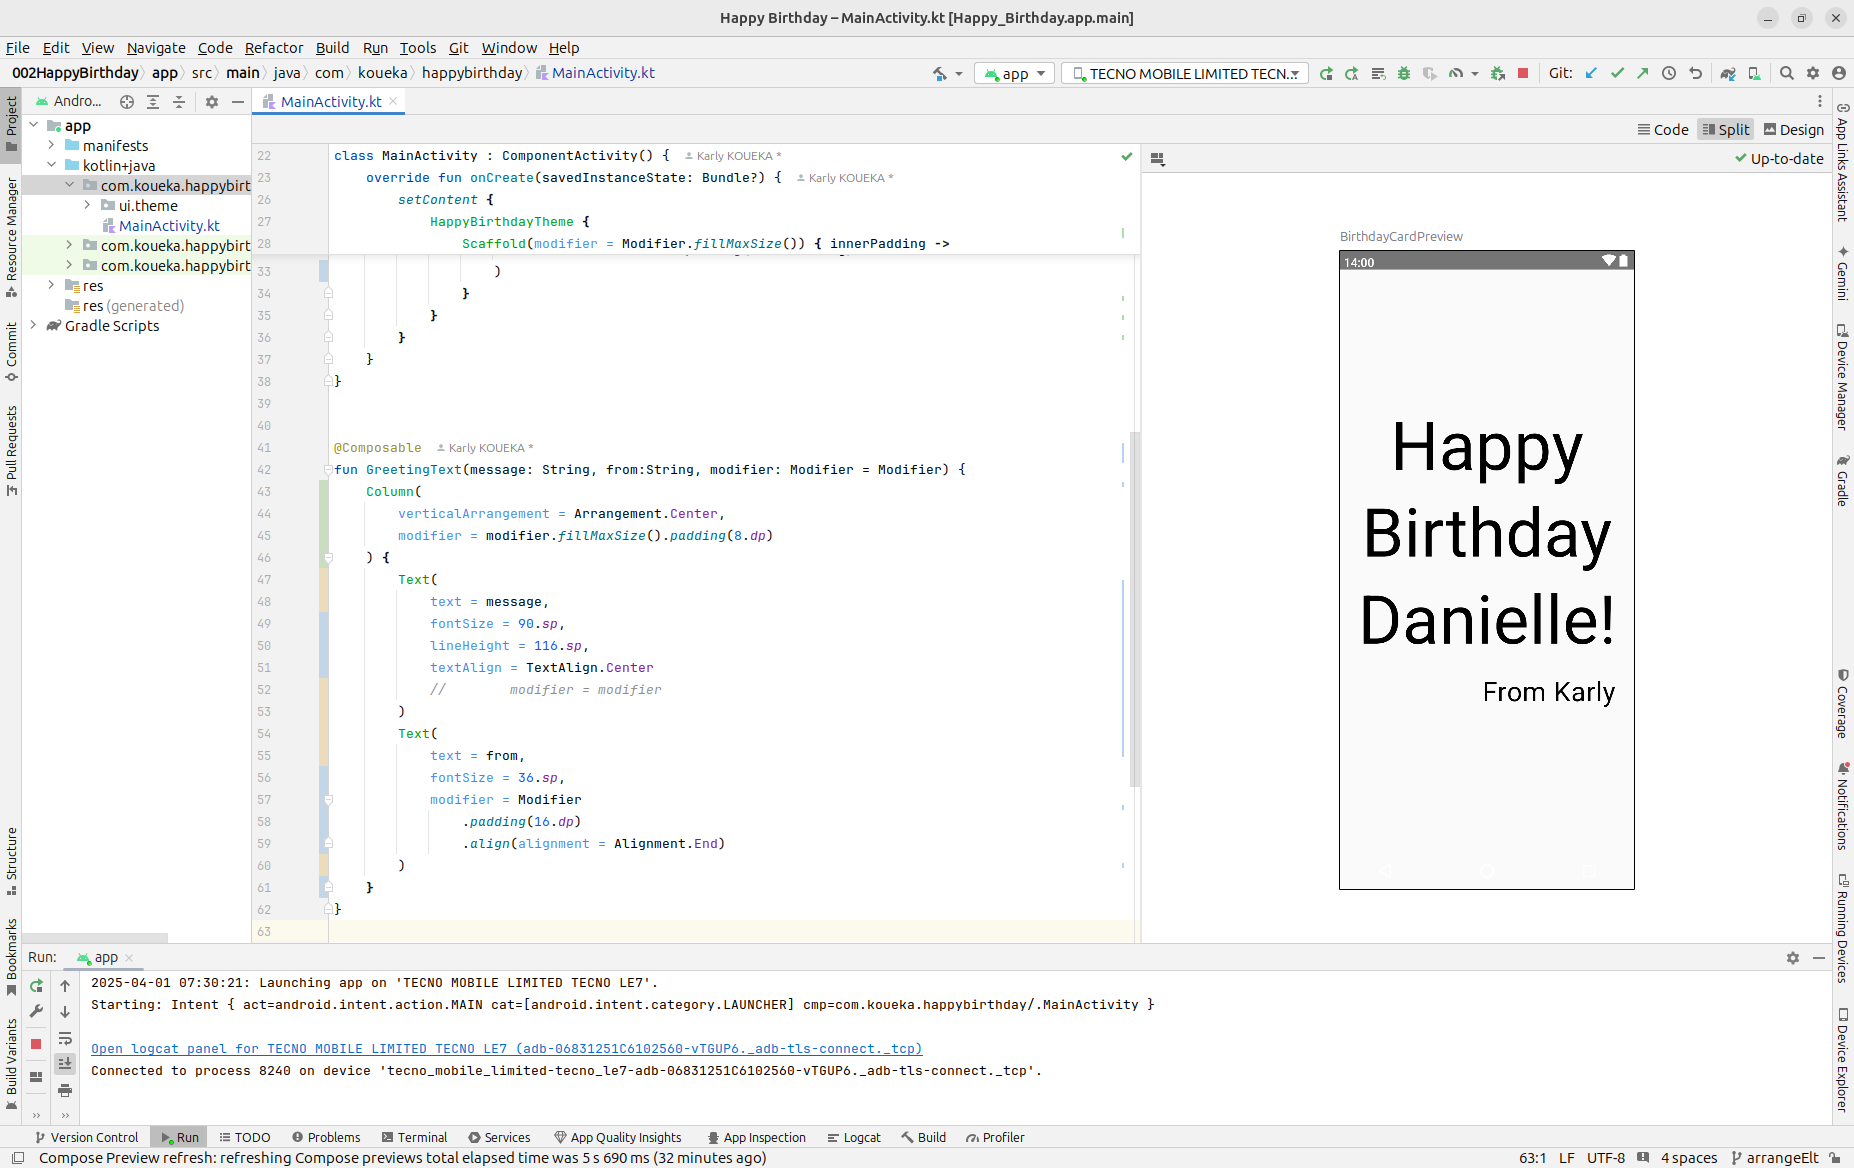 Happy Birthday – MainActivity.kt [Happy_Birthday.app.main]
File Edit View Navigate Code Refactor Build Run Tools Git Window Help
002HappyBirthday app src main java com koueka happybirthday MainActivity.kt
app
TECNO MOBILE LIMITED TECN...
Git:
Project
Resource Manager
Commit
Pull Requests
Structure
Bookmarks
Build Variants
Andro...
app
manifests
kotlin+java
com.koueka.happybirt
ui.theme
MainActivity.kt
com.koueka.happybirt
com.koueka.happybirt
res
res (generated)
Gradle Scripts
MainActivity.kt
Code Split Design
22 class MainActivity : ComponentActivity() { Karly KOUEKA *
23 override fun onCreate(savedInstanceState: Bundle?) { Karly KOUEKA *
26 setContent {
27 HappyBirthdayTheme {
28 Scaffold(modifier = Modifier.fillMaxSize()) { innerPadding ->
33 )
34 }
35 }
36 }
37 }
38 }
39
40
41 @Composable Karly KOUEKA *
42 fun GreetingText(message: String, from:String, modifier: Modifier = Modifier) {
43 Column(
44 verticalArrangement = Arrangement.Center,
45 modifier = modifier.fillMaxSize().padding(8.dp)
46 ) {
47 Text(
48 text = message,
49 fontSize = 90.sp,
50 lineHeight = 116.sp,
51 textAlign = TextAlign.Center
52 // modifier = modifier
53 )
54 Text(
55 text = from,
56 fontSize = 36.sp,
57 modifier = Modifier
58 .padding(16.dp)
59 .align(alignment = Alignment.End)
60 )
61 }
62 }
63
Up-to-date
BirthdayCardPreview
14:00
Happy
Birthday
Danielle!
From Karly
App Links Assistant
Gemini
Device Manager
Gradle
Coverage
Notifications
Running Devices
Device Explorer
Run: app
2025-04-01 07:30:21: Launching app on 'TECNO MOBILE LIMITED TECNO LE7'.
Starting: Intent { act=android.intent.action.MAIN cat=[android.intent.category.LAUNCHER] cmp=com.koueka.happybirthday/.MainActivity }
Open logcat panel for TECNO MOBILE LIMITED TECNO LE7 (adb-06831251C6102560-vTGUP6._adb-tls-connect._tcp)
Connected to process 8240 on device 'tecno_mobile_limited-tecno_le7-adb-06831251C6102560-vTGUP6._adb-tls-connect._tcp'.
Version Control Run TODO Problems Terminal Services App Quality Insights App Inspection Logcat Build Profiler
Compose Preview refresh: refreshing Compose previews total elapsed time was 5 s 690 ms (32 minutes ago)
63:1 LF UTF-8 4 spaces arrangeElt